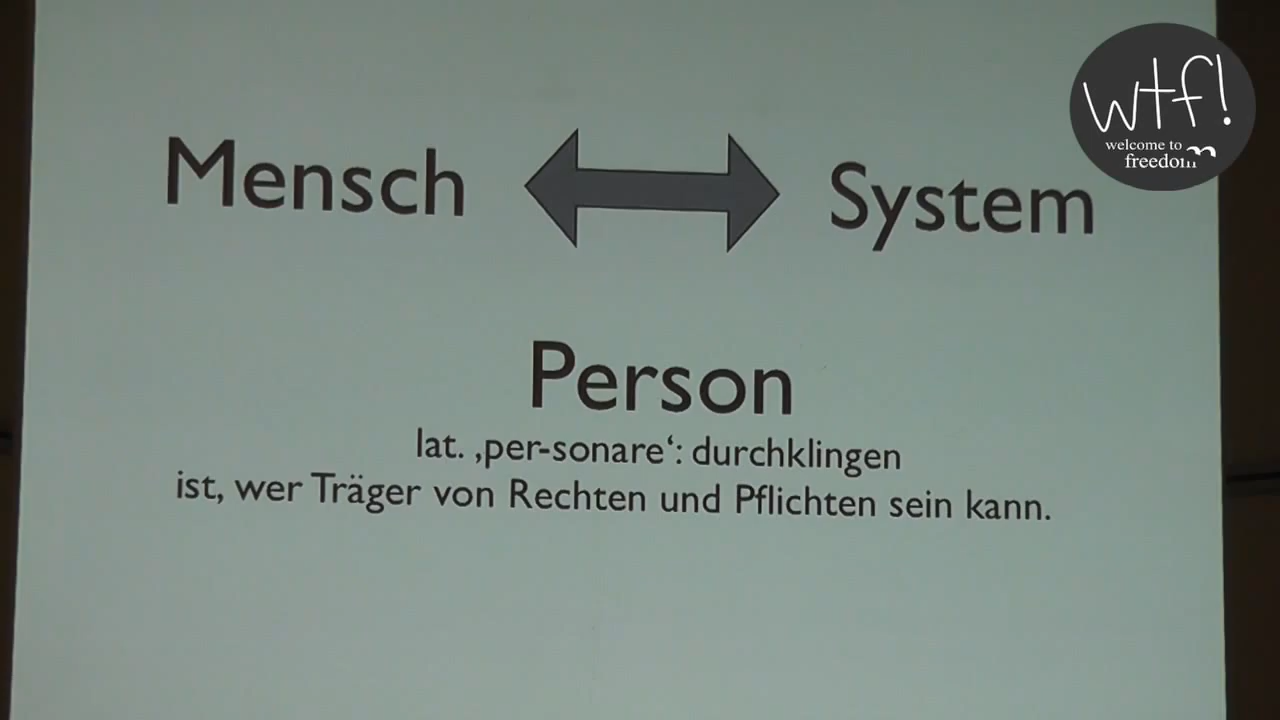 wtf!
welcome to
freedom
Mensch System
Person
lat. ‚per-sonare‘: durchklingen
ist, wer Träger von Rechten und Pflichten sein kann.